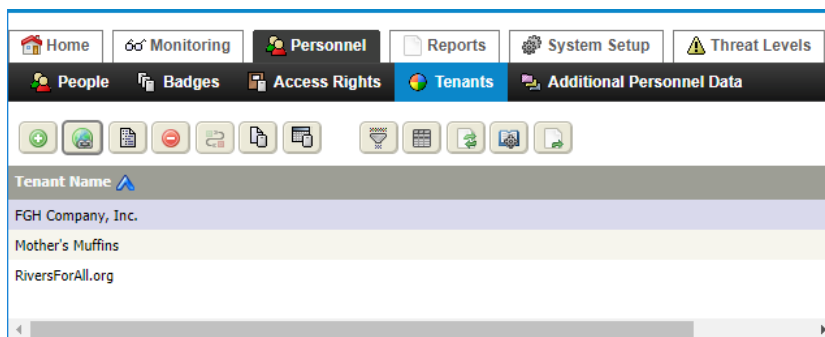 Home Monitoring Personnel Reports System Setup Threat Levels
People Badges Access Rights Tenants Additional Personnel Data
Tenant Name
FGH Company, Inc.
Mother's Muffins
RiversForAll.org